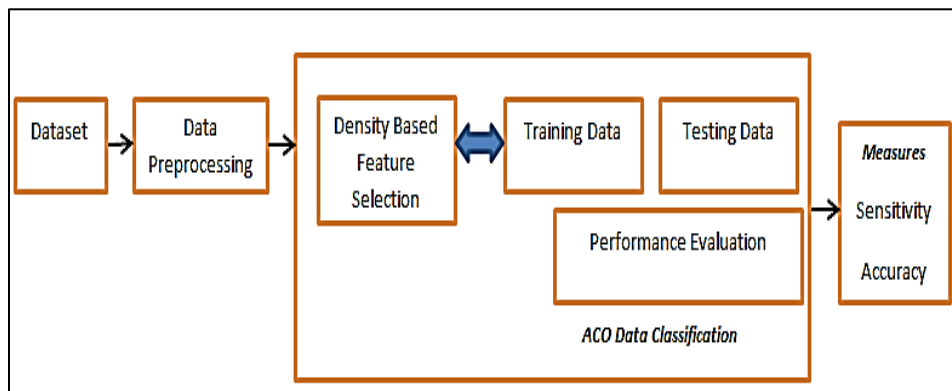 Dataset
Data
Preprocessing
Density Based
Feature
Selection
Training Data
Testing Data
Performance Evaluation
ACO Data Classification
Measures
Sensitivity
Accuracy